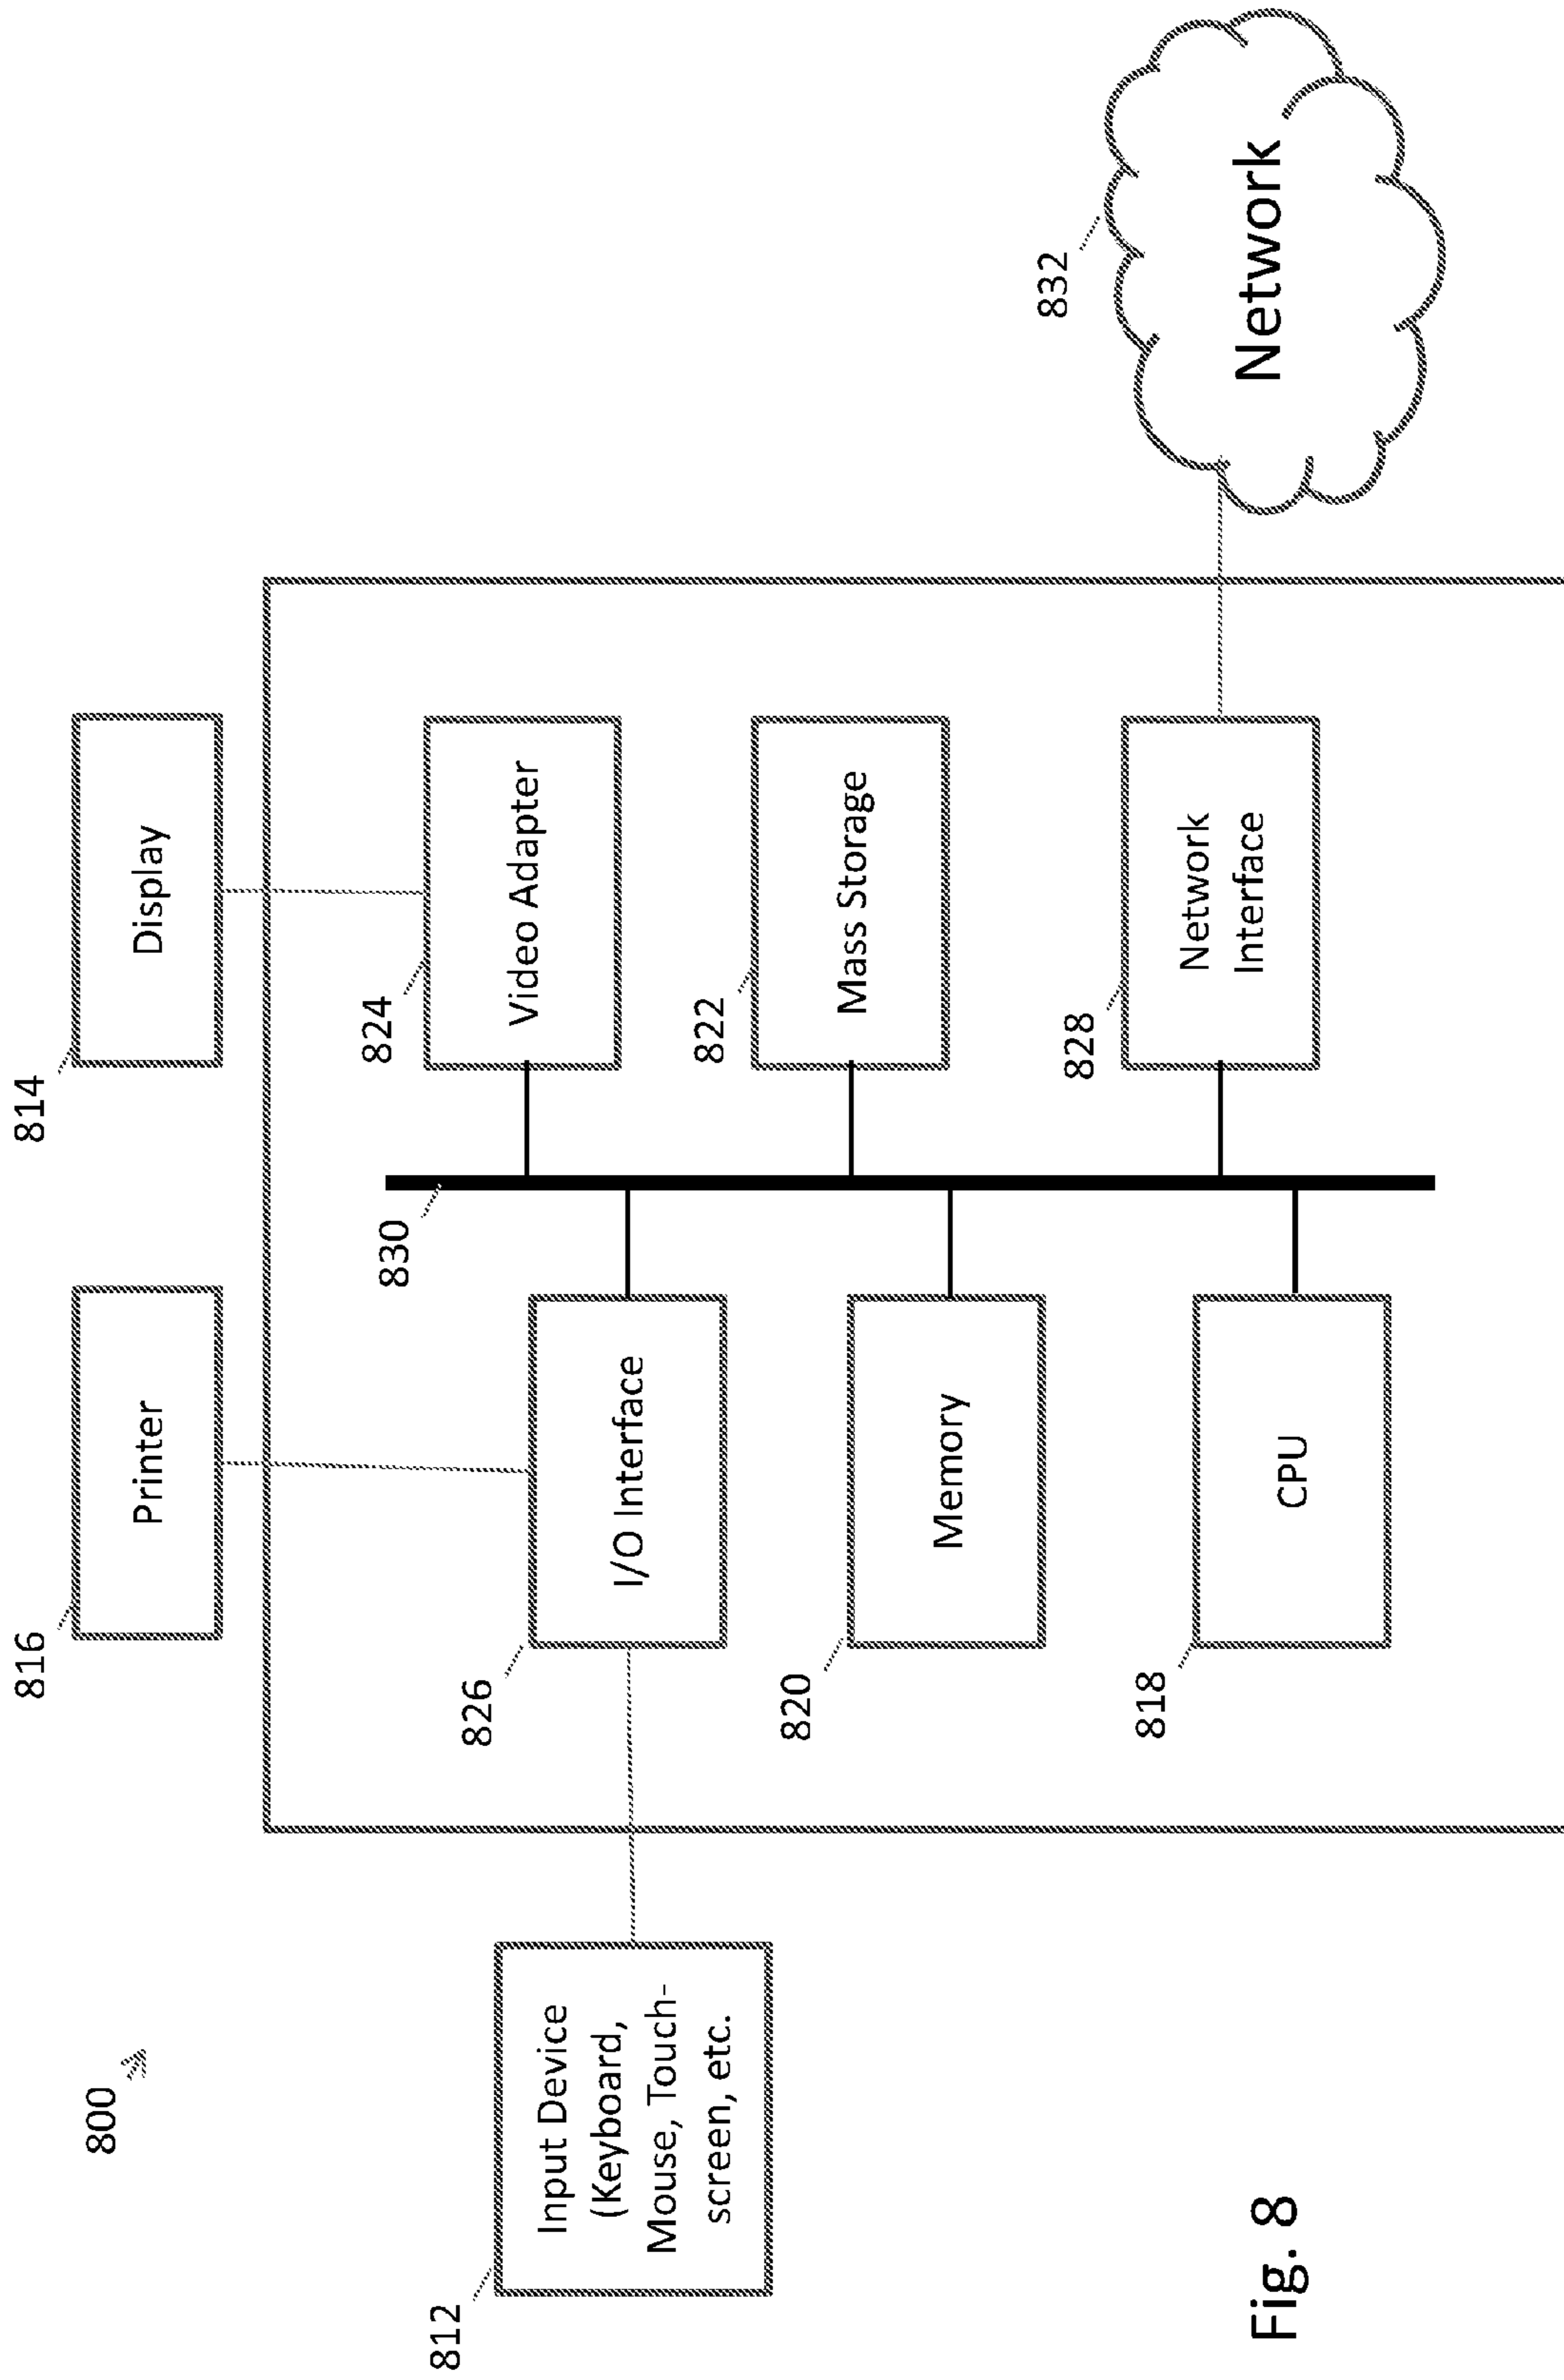 800
816
Printer
814
Display
812
Input Device
(Keyboard,
Mouse, Touch-
screen, etc.
826
I/O Interface
830
824
Video Adapter
820
Memory
822
Mass Storage
818
CPU
828
Network
Interface
832
Network
Fig. 8